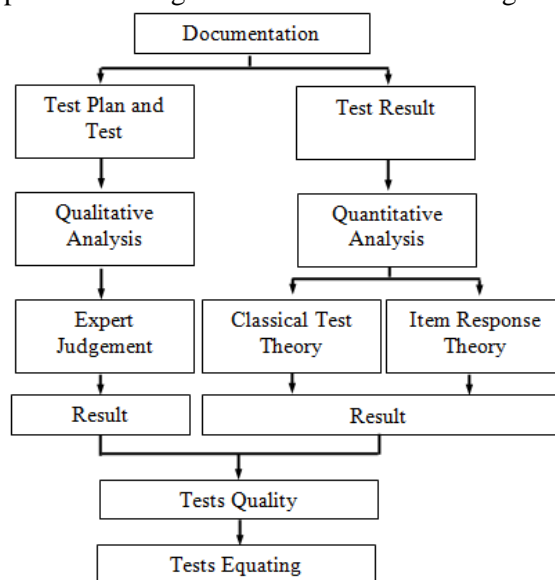 Documentation
Test Plan and
Test
Test Result
Qualitative
Analysis
Quantitative
Analysis
Expert
Judgement
Classical Test
Theory
Item Response
Theory
Result
Result
Tests Quality
Tests Equating